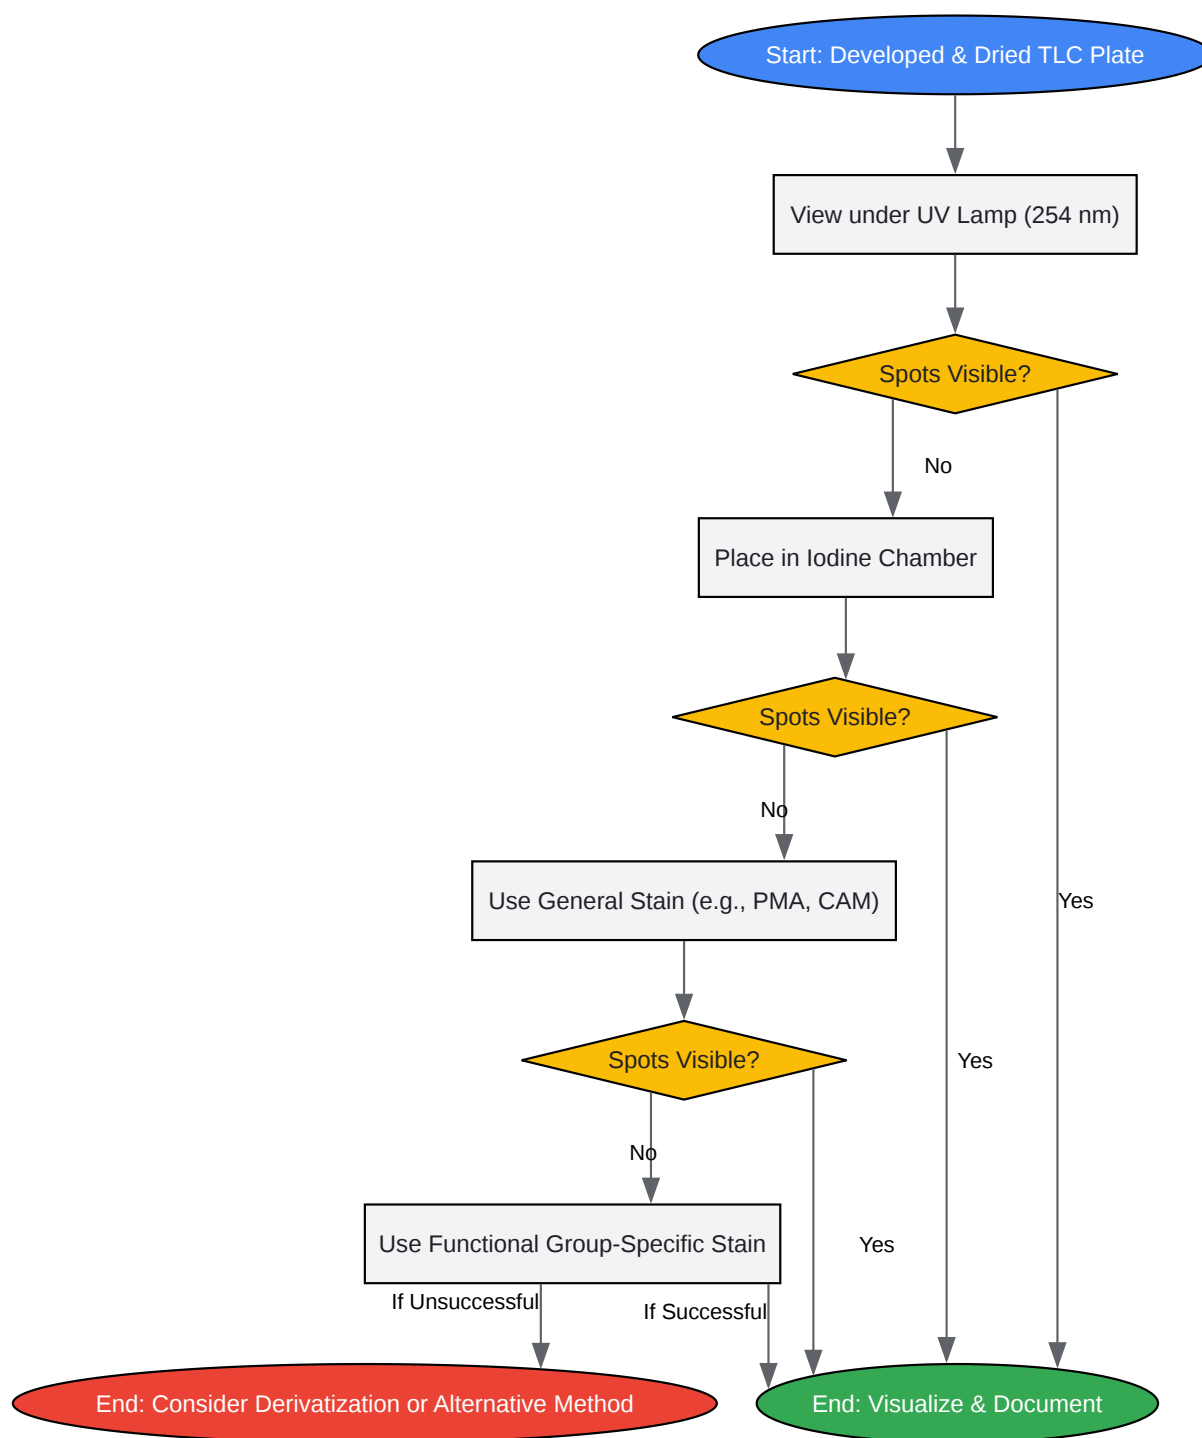 Start: Developed & Dried TLC Plate
View under UV Lamp (254 nm)
Spots Visible?
No
Place in Iodine Chamber
Spots Visible?
No
Use General Stain (e.g., PMA, CAM)
Yes
Spots Visible?
Yes
No
Use Functional Group-Specific Stain
Yes
If Unsuccessful
If Successful
End: Consider Derivatization or Alternative Method
End: Visualize & Document